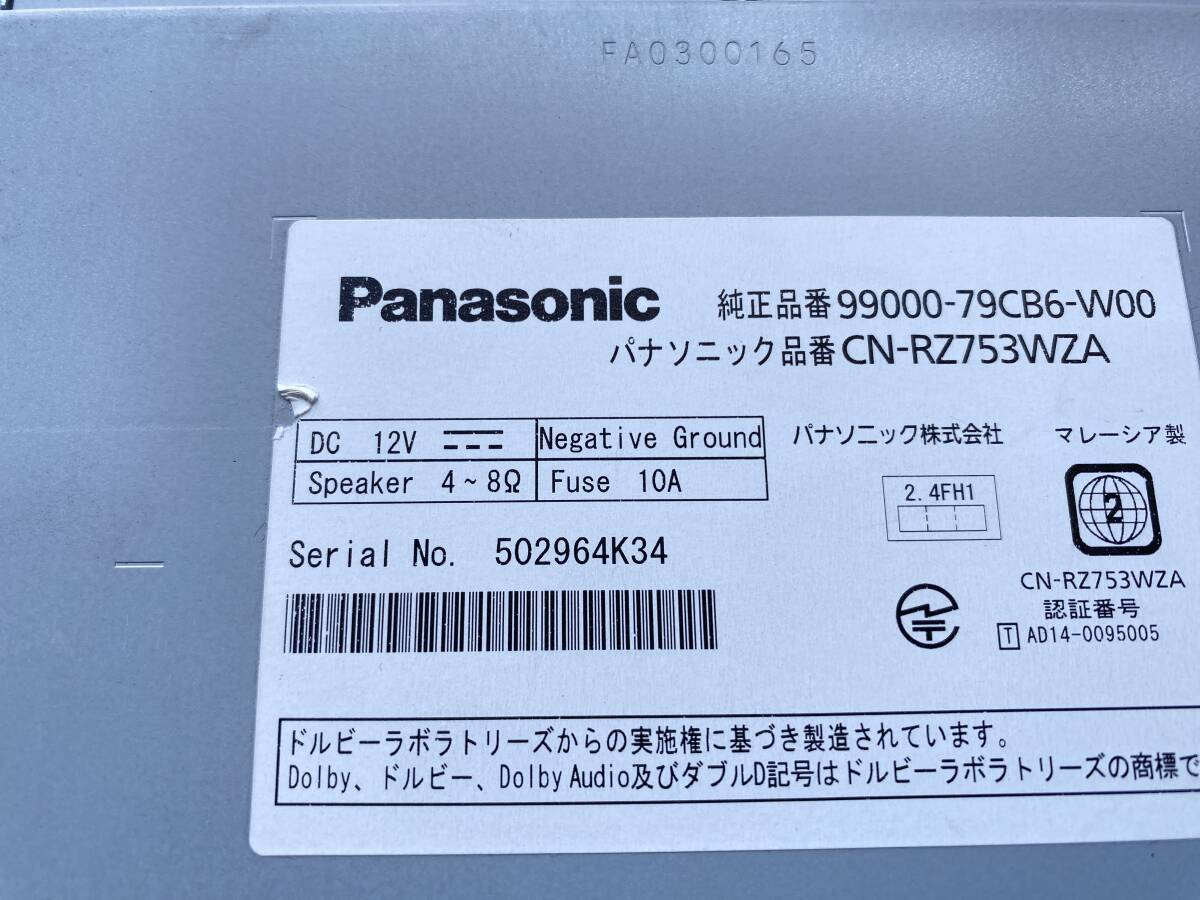 FA0300165
Panasonic 純正品番 99000-79CB6-W00
パナソニック品番 CN-RZ753WZA
DC 12V Negative Ground
Speaker 4~8Ω Fuse 10A
パナソニック株式会社 マレーシア製
2.4FH1
2
Serial No. 502964K34
CN-RZ753WZA
認証番号
T AD14-0095005
ドルビーラボラトリーズからの実施権に基づき製造されています。
Dolby、ドルビー、Dolby Audio及びダブルD記号はドルビーラボラトリーズの商標で